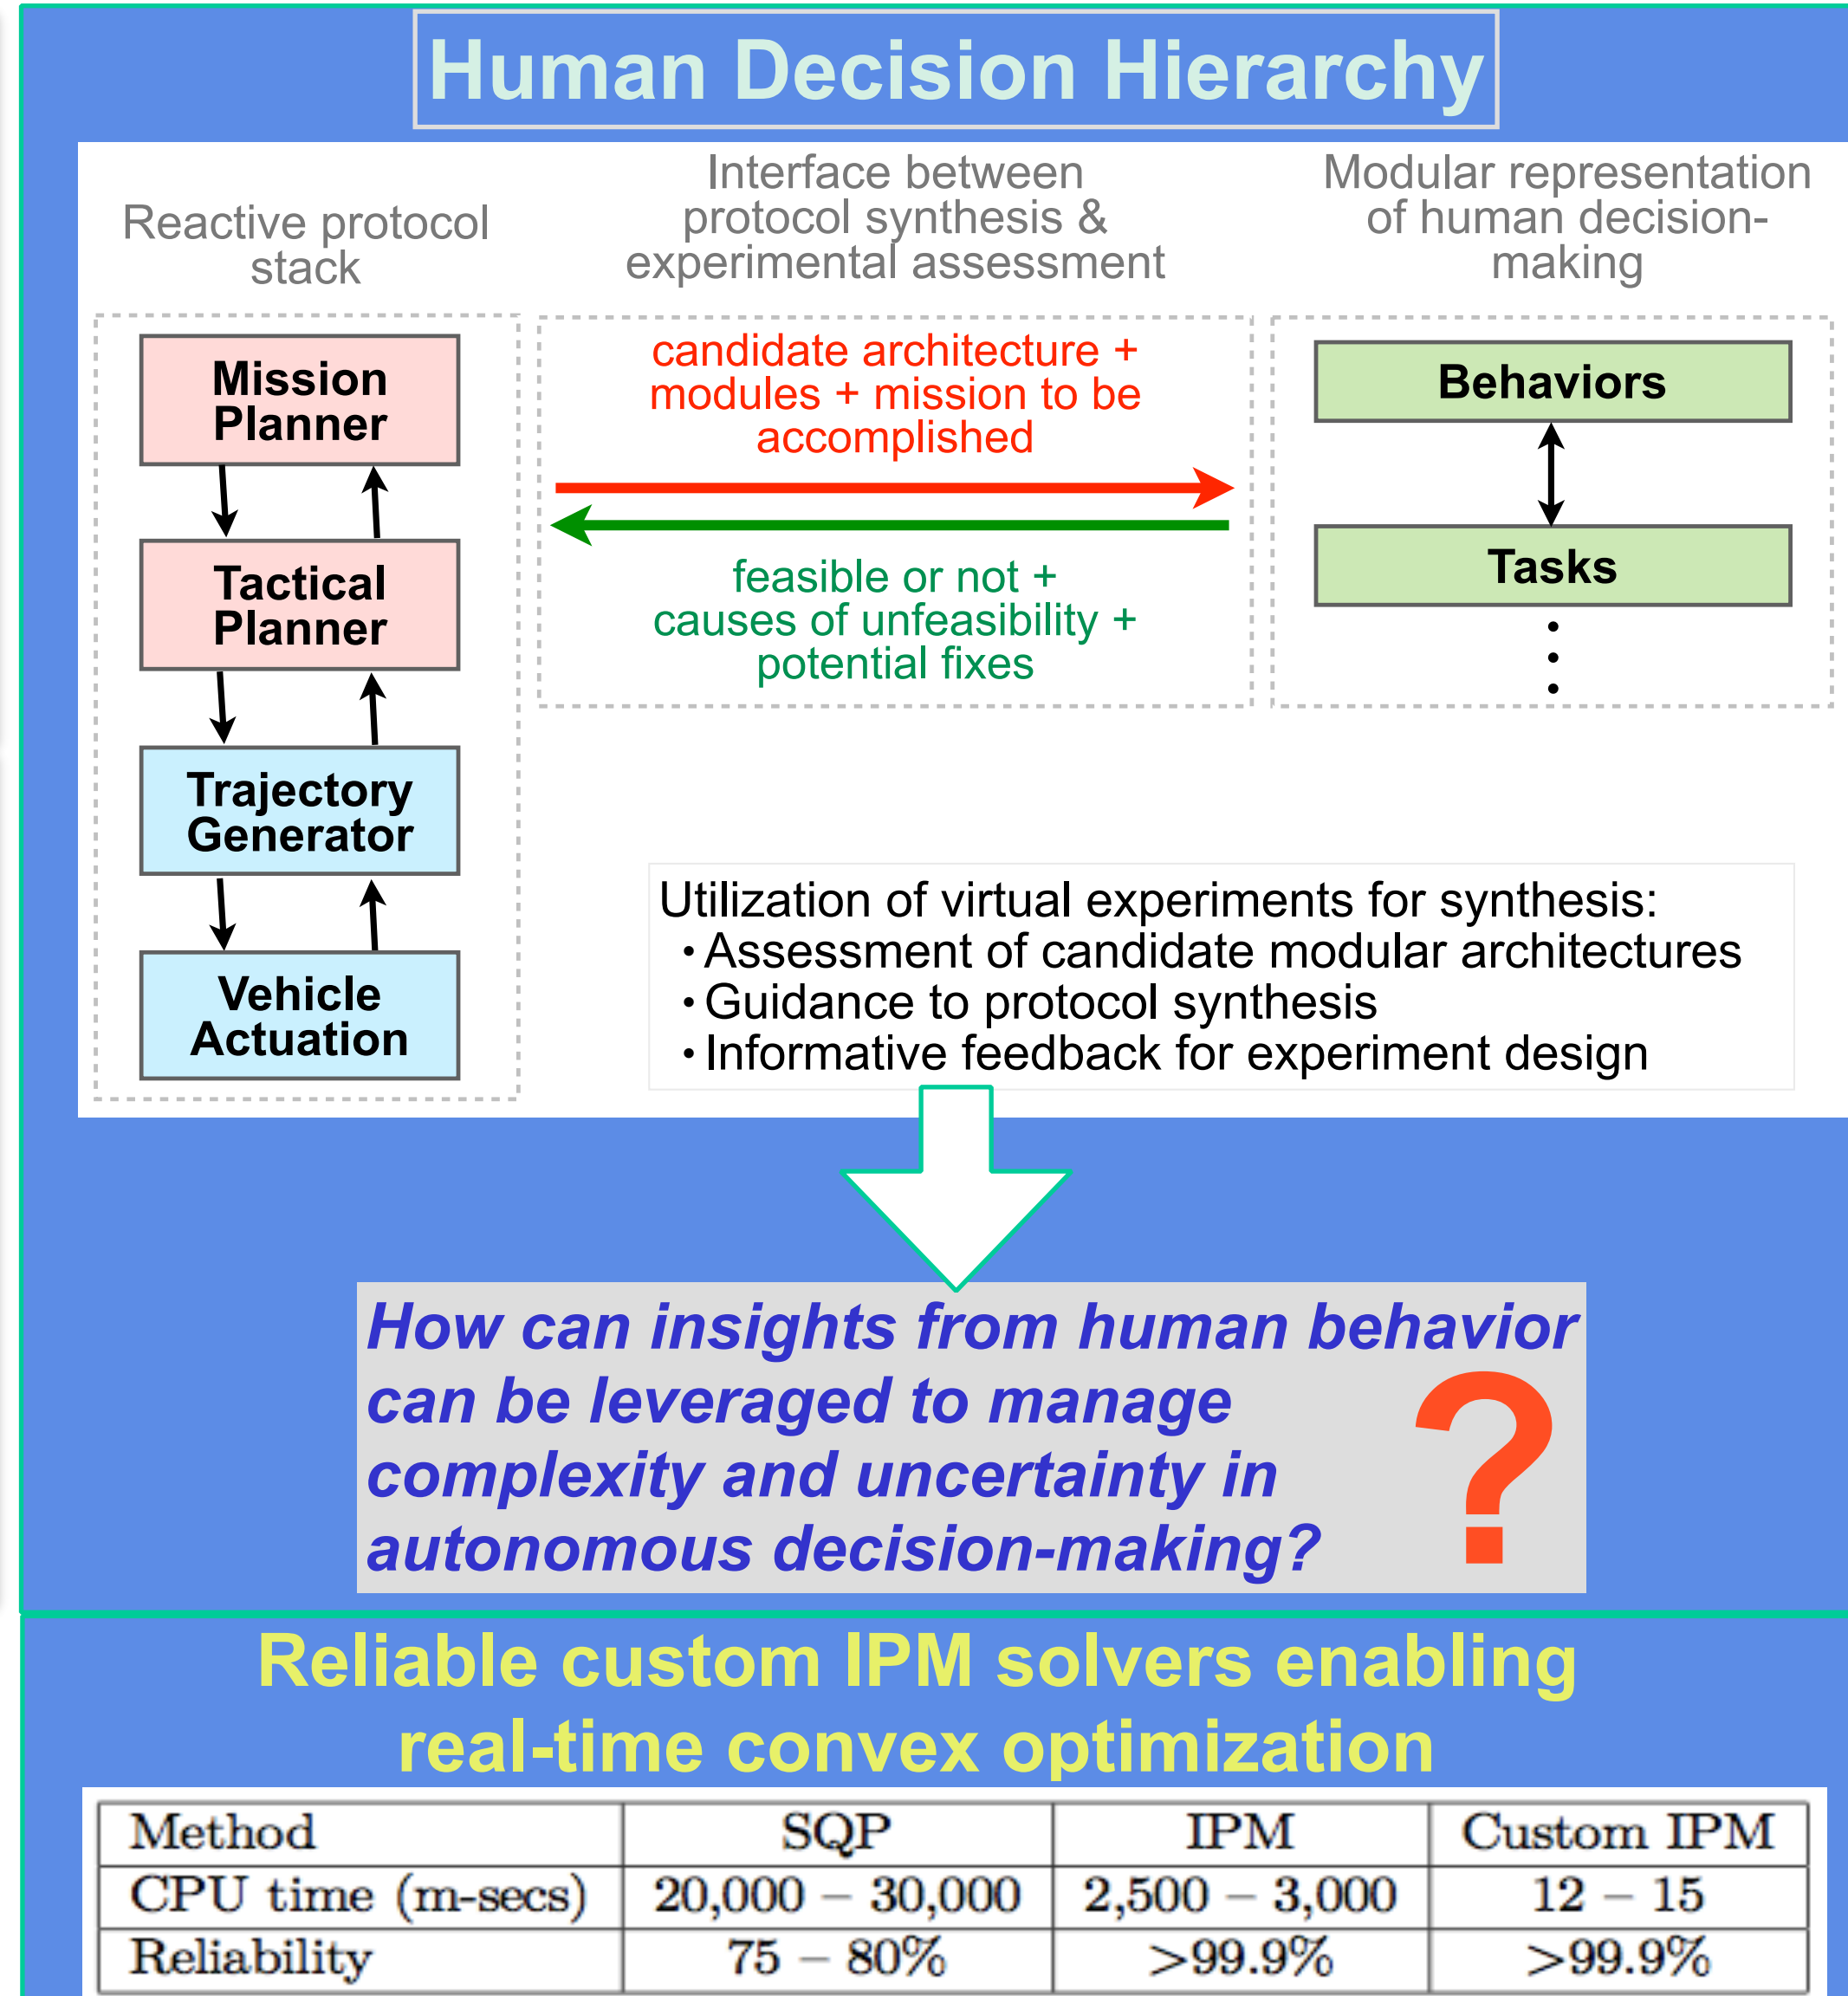 Human Decision Hierarchy
Reactive protocol
stack
Interface between
protocol synthesis &
experimental assessment
Modular representation
of human decision-
making
Mission
Planner
Tactical
Planner
Trajectory
Generator
Vehicle
Actuation
candidate architecture +
modules + mission to be
accomplished
feasible or not +
causes of unfeasibility +
potential fixes
Behaviors
Tasks
Utilization of virtual experiments for synthesis:
• Assessment of candidate modular architectures
• Guidance to protocol synthesis
• Informative feedback for experiment design
How can insights from human behavior
can be leveraged to manage
complexity and uncertainty in
autonomous decision-making?
?
Reliable custom IPM solvers enabling
real-time convex optimization
Method SQP IPM Custom IPM
CPU time (m-secs) 20,000 – 30,000 2,500 – 3,000 12 – 15
Reliability 75 – 80% >99.9% >99.9%